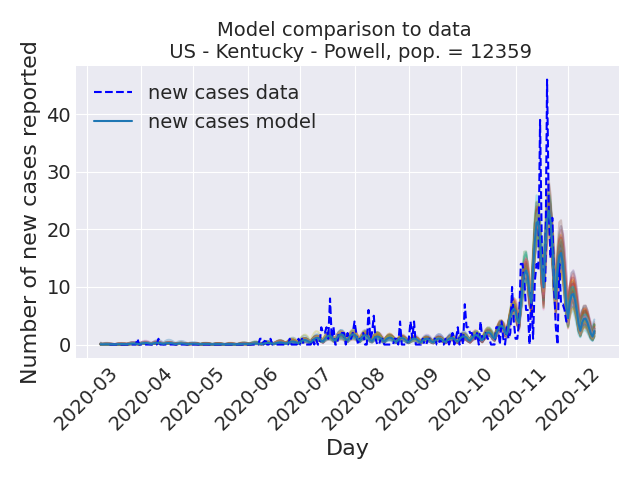 Model comparison to data
US - Kentucky - Powell, pop. = 12359
Number of new cases reported
40
30
20
10
0
new cases data
new cases model
2020-03
2020-04
2020-05
2020-06
2020-07
2020-08
2020-09
2020-10
2020-11
2020-12
Day